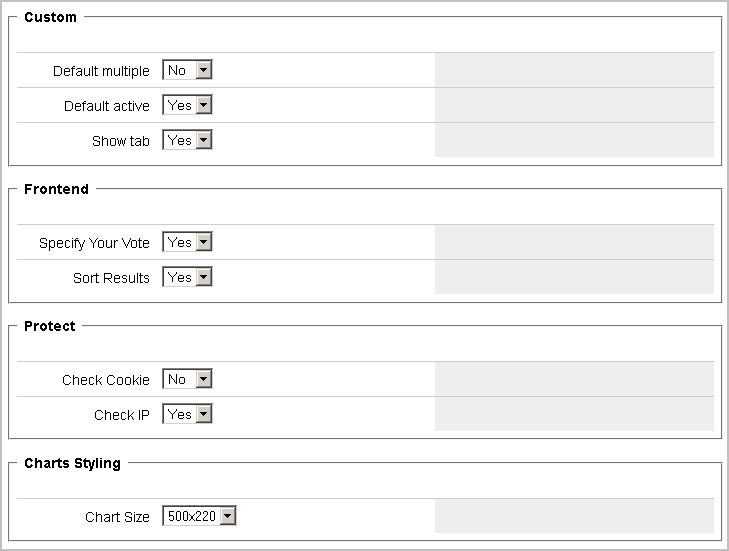 Custom
Default multiple No
Default active Yes
Show tab Yes
Frontend
Specify Your Vote Yes
Sort Results Yes
Protect
Check Cookie No
Check IP Yes
Charts Styling
Chart Size 500x220